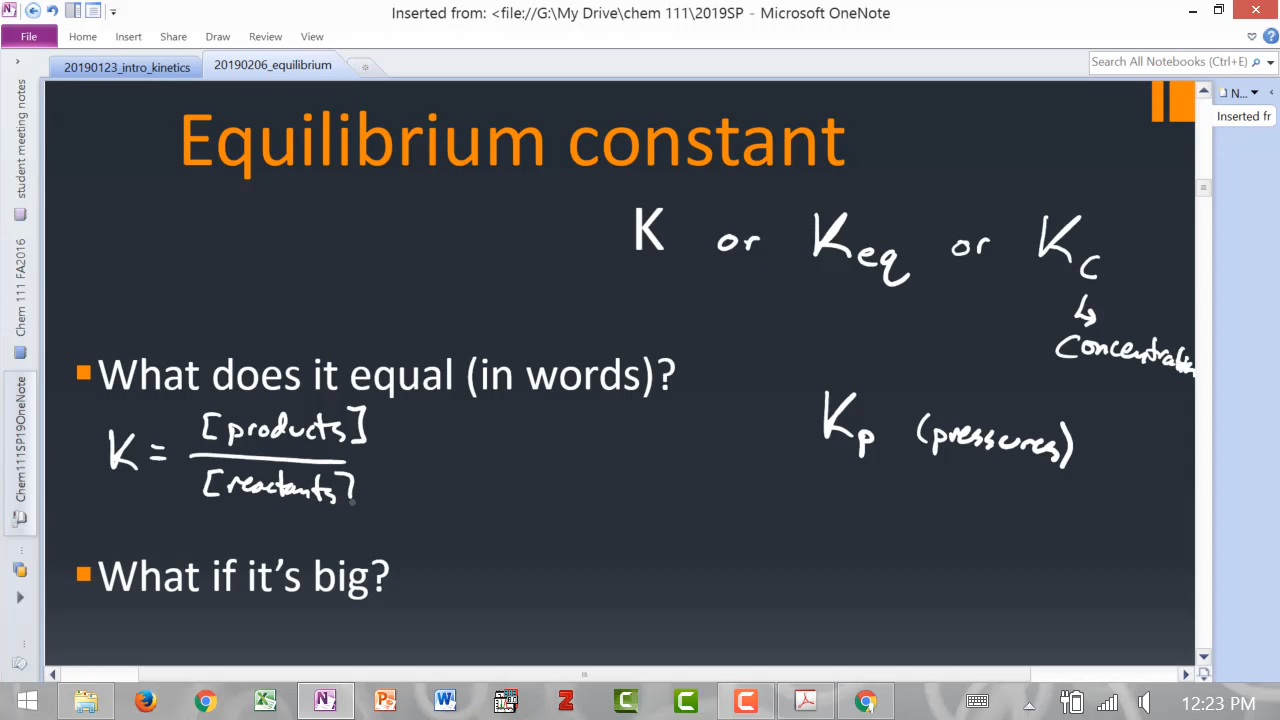 Inserted from: <file://G:\My Drive\chem 111\2019SP - Microsoft OneNote
File Home Insert Share Draw Review View
20190123_intro_kinetics 20190206_equilibrium
Search All Notebooks (Ctrl+E)
N...
Inserted fr
student meeting notes
Chem 111 FA2016
Chem111SP19OneNote
Equilibrium constant
K or Keq or KC
Concentration
What does it equal (in words)?
K = [products]
[reactants]
Kp (pressures)
What if it's big?
12:23 PM